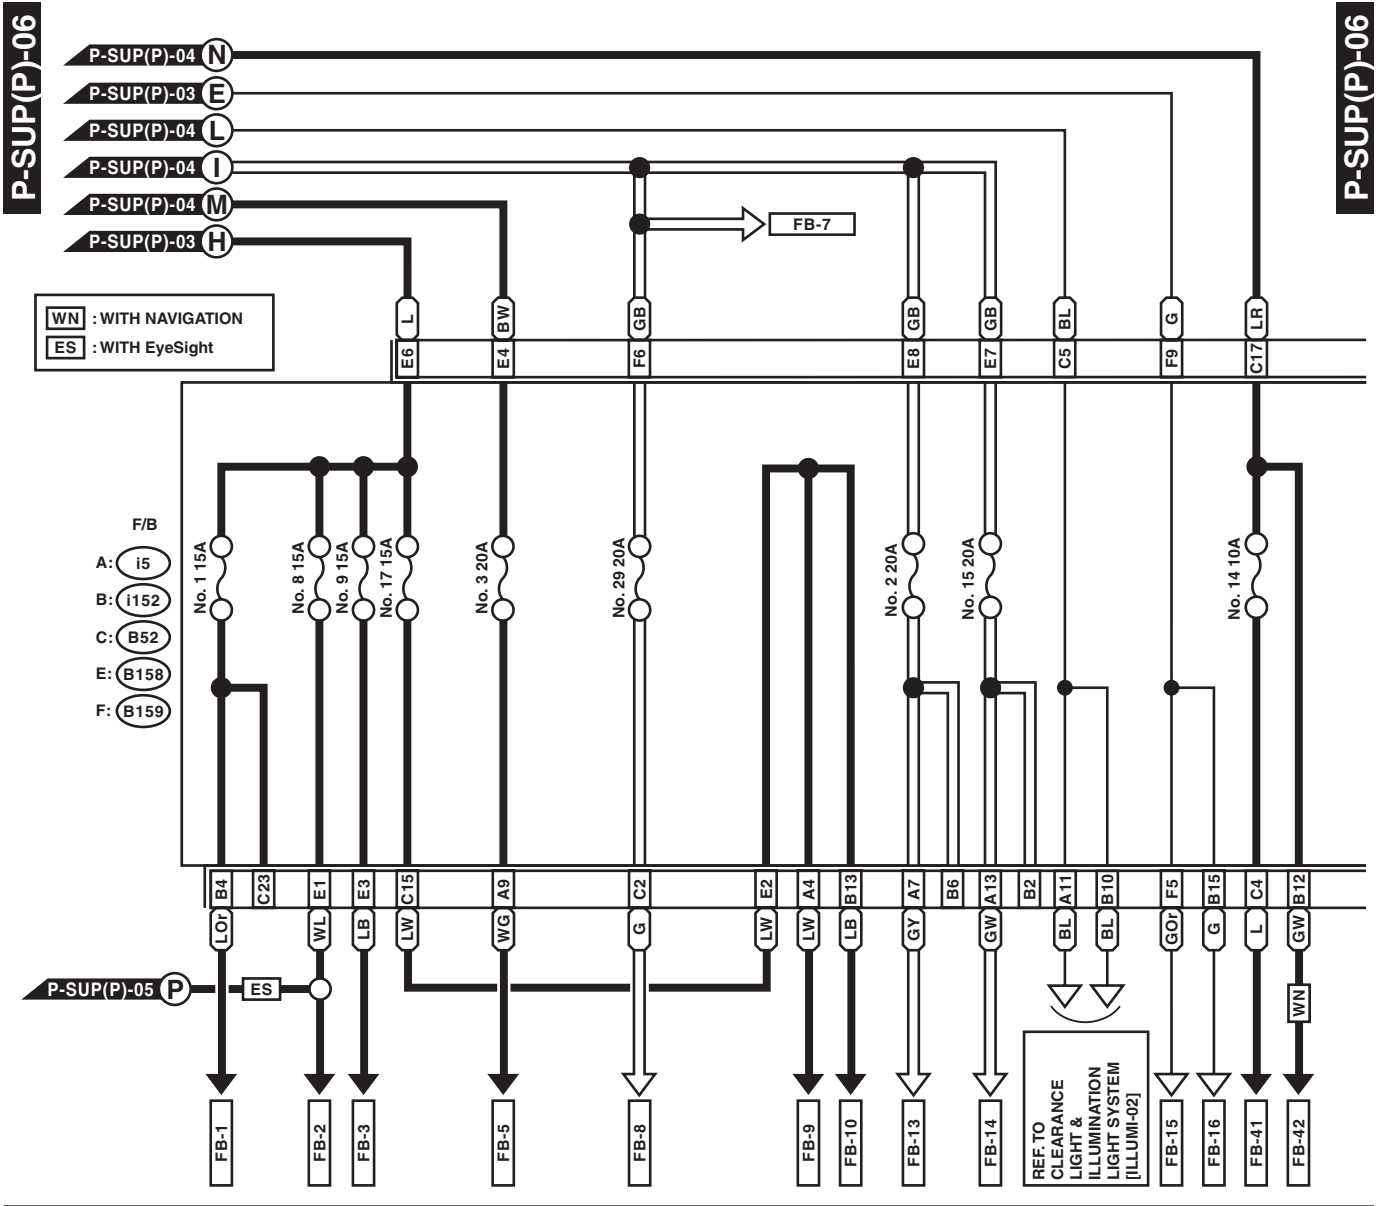 P-SUP(P)-06
P-SUP(P)-06
P-SUP(P)-04 N
P-SUP(P)-03 E
P-SUP(P)-04 L
P-SUP(P)-04 I
P-SUP(P)-04 M
P-SUP(P)-03 H
FB-7
WN : WITH NAVIGATION
ES : WITH EyeSight
L BW GB GB GB BL G LR
E6 E4 F6 E8 E7 C5 F9 C17
F/B
A: i5
B: i152
C: B52
E: B158
F: B159
No. 1 15A
No. 8 15A
No. 9 15A
No. 17 15A
No. 3 20A
No. 29 20A
No. 2 20A
No. 15 20A
No. 14 10A
B4 C23 E1 E3 C15 A9 C2 E2 A4 B13 A7 B6 A13 B2 A11 B10 F5 B15 C4 B12
LOr WL LB LW WG G LW LW LB GY GW BL BL GOr G L GW
P-SUP(P)-05 P ES
WN
FB-1
FB-2
FB-3
FB-5
FB-8
FB-9
FB-10
FB-13
FB-14
REF. TO
CLEARANCE
LIGHT &
ILLUMINATION
LIGHT SYSTEM
[ILLUMI-02]
FB-15
FB-16
FB-41
FB-42